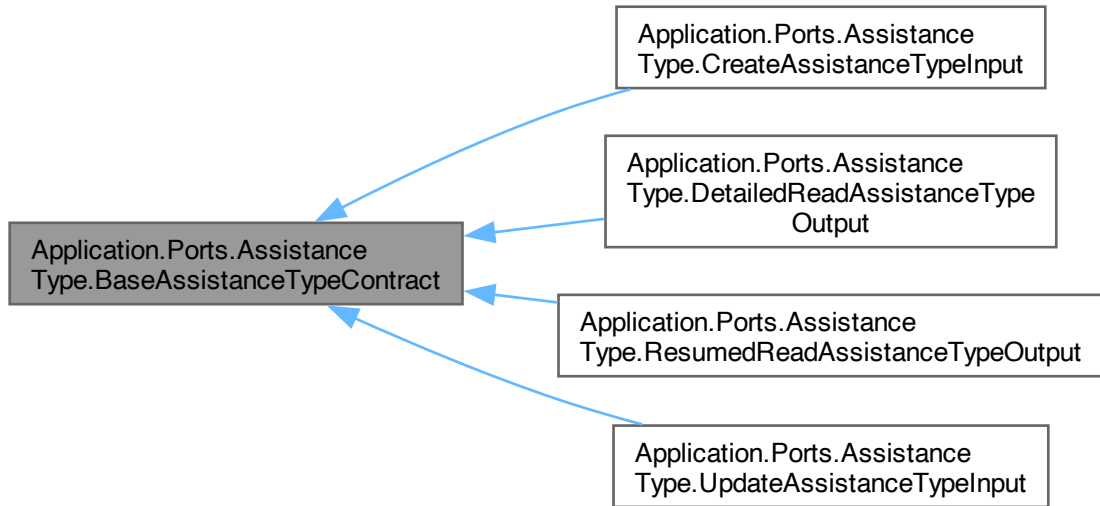 Application.Ports.Assistance
Type.CreateAssistanceTypeInput
Application.Ports.Assistance
Type.DetailedReadAssistanceType
Output
Application.Ports.Assistance
Type.BaseAssistanceTypeContract
Application.Ports.Assistance
Type.ResumedReadAssistanceTypeOutput
Application.Ports.Assistance
Type.UpdateAssistanceTypeInput